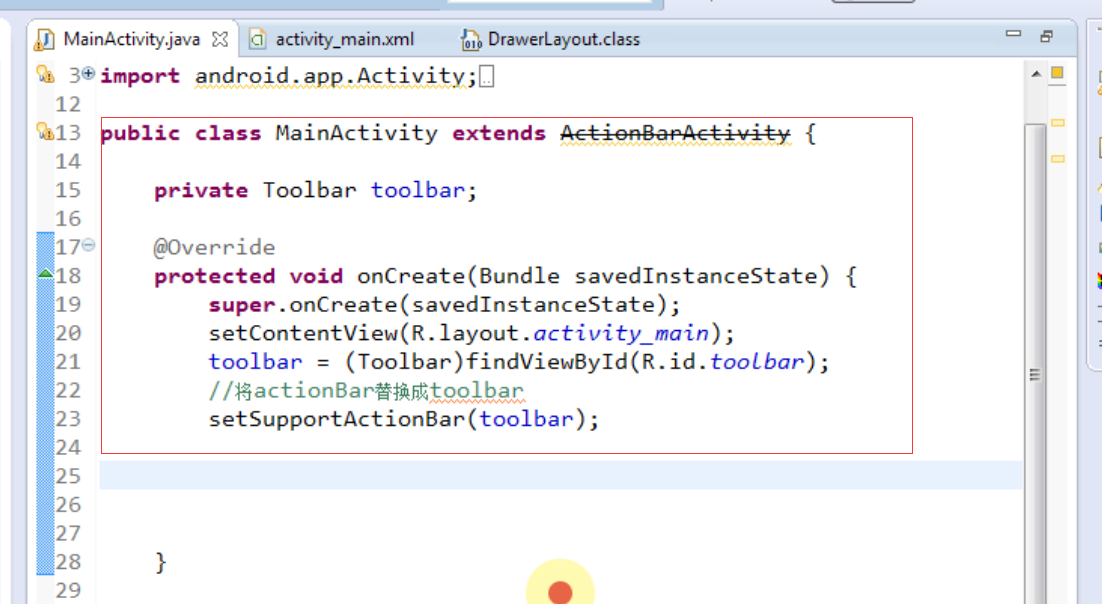 MainActivity.java activity_main.xml DrawerLayout.class
3 import android.app.Activity;
12
13 public class MainActivity extends ActionBarActivity {
14
15 private Toolbar toolbar;
16
17 @Override
18 protected void onCreate(Bundle savedInstanceState) {
19 super.onCreate(savedInstanceState);
20 setContentView(R.layout.activity_main);
21 toolbar = (Toolbar)findViewById(R.id.toolbar);
22 //将actionBar替换成toolbar
23 setSupportActionBar(toolbar);
24
25
26
27
28 }
29